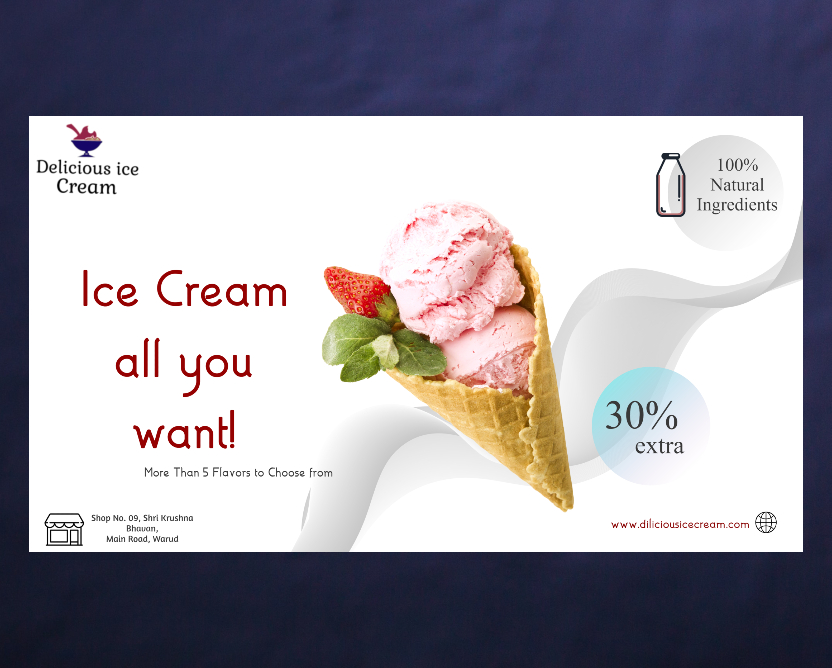 Delicious ice
Cream
100%
Natural
Ingredients
Ice Cream
all you
want!
More Than 5 Flavors to Choose from
30%
extra
Shop No. 09, Shri Krushna
Bhavan,
Main Road, Warud
www.diliciousicecream.com